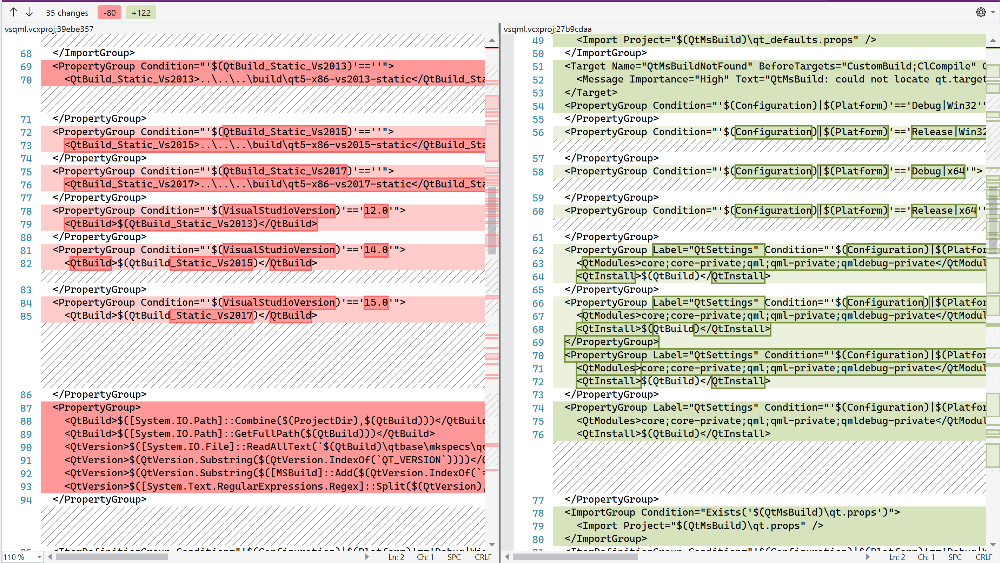 35 changes -80 +122
vsqml.vcxproj;39ebe357
68 </ImportGroup>
69 <PropertyGroup Condition="'$(QtBuild_Static_Vs2013)'==''">
70 <QtBuild_Static_Vs2013>..\..\..\build\qt5-x86-vs2013-static</QtBuild_Sta
71 </PropertyGroup>
72 <PropertyGroup Condition="'$(QtBuild_Static_Vs2015)'==''">
73 <QtBuild_Static_Vs2015>..\..\..\build\qt5-x86-vs2015-static</QtBuild_Sta
74 </PropertyGroup>
75 <PropertyGroup Condition="'$(QtBuild_Static_Vs2017)'==''">
76 <QtBuild_Static_Vs2017>..\..\..\build\qt5-x86-vs2017-static</QtBuild_Sta
77 </PropertyGroup>
78 <PropertyGroup Condition="'$(VisualStudioVersion)'=='12.0'">
79 <QtBuild>$(QtBuild_Static_Vs2013)</QtBuild>
80 </PropertyGroup>
81 <PropertyGroup Condition="'$(VisualStudioVersion)'=='14.0'">
82 <QtBuild>$(QtBuild_Static_Vs2015)</QtBuild>
83 </PropertyGroup>
84 <PropertyGroup Condition="'$(VisualStudioVersion)'=='15.0'">
85 <QtBuild>$(QtBuild_Static_Vs2017)</QtBuild>
86 </PropertyGroup>
87 <PropertyGroup>
88 <QtBuild>$([System.IO.Path]::Combine($(ProjectDir),$(QtBuild)))</QtBuild
89 <QtBuild>$([System.IO.Path]::GetFullPath($(QtBuild)))</QtBuild>
90 <QtVersion>$([System.IO.File]::ReadAllText(`$(QtBuild)\qtbase\mkspecs\qc
91 <QtVersion>$(QtVersion.Substring($(QtVersion.IndexOf(`QT_VERSION`))))</Q
92 <QtVersion>$(QtVersion.Substring($([MSBuild]::Add($(QtVersion.IndexOf(`=
93 <QtVersion>$([System.Text.RegularExpressions.Regex]::Split($(QtVersion),
94 </PropertyGroup>
<ItemDefinitionGroup Condition="'$(Configuration)|$(Platform)'=='Debug|Wi
110 % Ln: 2 Ch: 1 SPC CRLF
vsqml.vcxproj;27b9cdaa
49 <Import Project="$(QtMsBuild)\qt_defaults.props" />
50 </ImportGroup>
51 <Target Name="QtMsBuildNotFound" BeforeTargets="CustomBuild;ClCompile" C
52 <Message Importance="High" Text="QtMsBuild: could not locate qt.target
53 </Target>
54 <PropertyGroup Condition="'$(Configuration)|$(Platform)'=='Debug|Win32'"
55 </PropertyGroup>
56 <PropertyGroup Condition="'$(Configuration)|$(Platform)'=='Release|Win32
57 </PropertyGroup>
58 <PropertyGroup Condition="'$(Configuration)|$(Platform)'=='Debug|x64'">
59 </PropertyGroup>
60 <PropertyGroup Condition="'$(Configuration)|$(Platform)'=='Release|x64'"
61 </PropertyGroup>
62 <PropertyGroup Label="QtSettings" Condition="'$(Configuration)|$(Platfor
63 <QtModules>core;core-private;qml;qml-private;qmldebug-private</QtModul
64 <QtInstall>$(QtBuild)</QtInstall>
65 </PropertyGroup>
66 <PropertyGroup Label="QtSettings" Condition="'$(Configuration)|$(Platfor
67 <QtModules>core;core-private;qml;qml-private;qmldebug-private</QtModul
68 <QtInstall>$(QtBuild)</QtInstall>
69 </PropertyGroup>
70 <PropertyGroup Label="QtSettings" Condition="'$(Configuration)|$(Platfor
71 <QtModules>core;core-private;qml;qml-private;qmldebug-private</QtModul
72 <QtInstall>$(QtBuild)</QtInstall>
73 </PropertyGroup>
74 <PropertyGroup Label="QtSettings" Condition="'$(Configuration)|$(Platfor
75 <QtModules>core;core-private;qml;qml-private;qmldebug-private</QtModul
76 <QtInstall>$(QtBuild)</QtInstall>
77 </PropertyGroup>
78 <ImportGroup Condition="Exists('$(QtMsBuild)\qt.props')">
79 <Import Project="$(QtMsBuild)\qt.props" />
80 </ImportGroup>
<ItemDefinitionGroup Condition="'$(Configuration)|$(Platform)'=='Debug|W
Ln: 2 Ch: 1 SPC CRLF